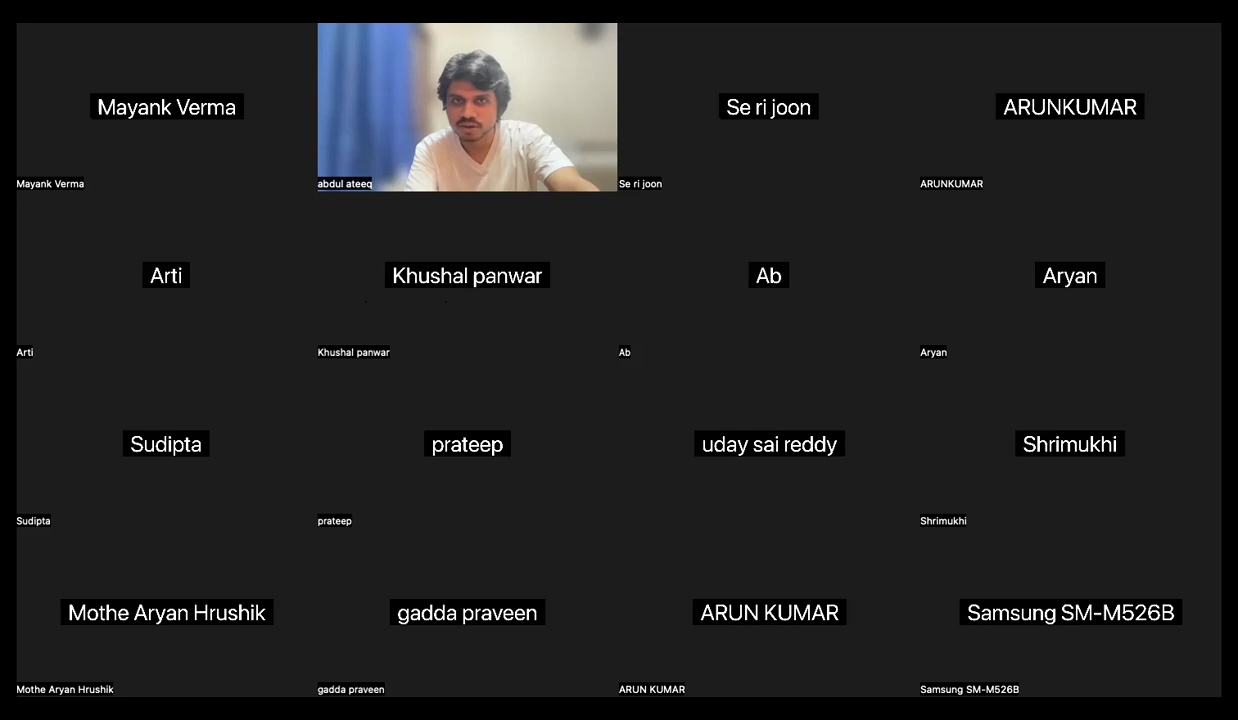 Mayank Verma
Se ri joon
ARUNKUMAR
Mayank Verma
abdul ateeq
Se ri joon
ARUNKUMAR
Arti
Khushal panwar
Ab
Aryan
Arti
Khushal panwar
Ab
Aryan
Sudipta
prateep
uday sai reddy
Shrimukhi
Sudipta
prateep
Shrimukhi
Mothe Aryan Hrushik
gadda praveen
ARUN KUMAR
Samsung SM-M526B
Mothe Aryan Hrushik
gadda praveen
ARUN KUMAR
Samsung SM-M526B